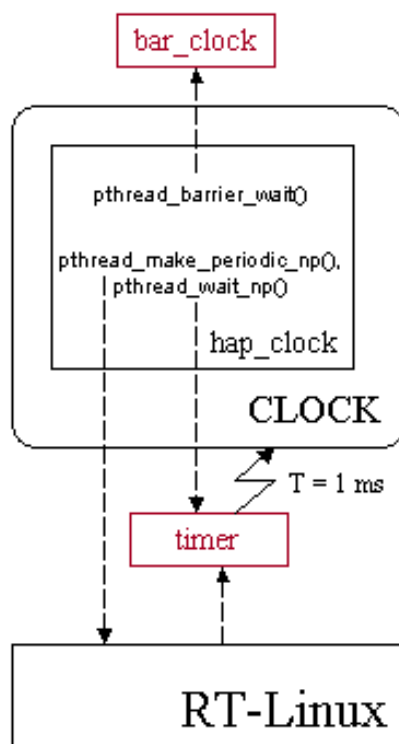 bar_clock
pthread_barrier_wait()
pthread_make_periodic_np(),
pthread_wait_np()
hap_clock
CLOCK
T = 1 ms
timer
RT-Linux